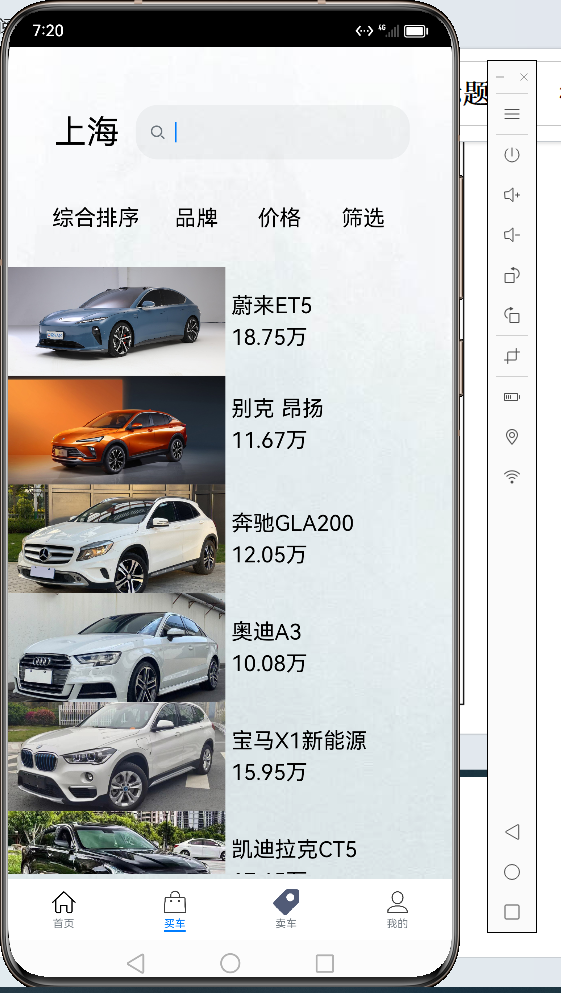 7:20
4G
上海
综合排序 品牌 价格 筛选
蔚来ET5
18.75万
别克 昂扬
11.67万
奔驰GLA200
12.05万
奥迪A3
10.08万
宝马X1新能源
15.95万
凯迪拉克CT5
首页 买车 卖车 我的
题